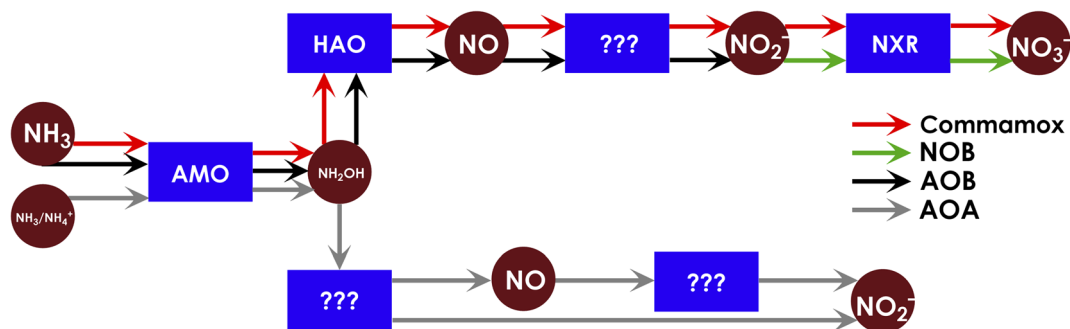 HAO
NO
???
NO₂⁻
NXR
NO₃⁻
NH₃
AMO
NH₂OH
NH₃/NH₄⁺
Commamox
NOB
AOB
AOA
???
NO
???
NO₂⁻